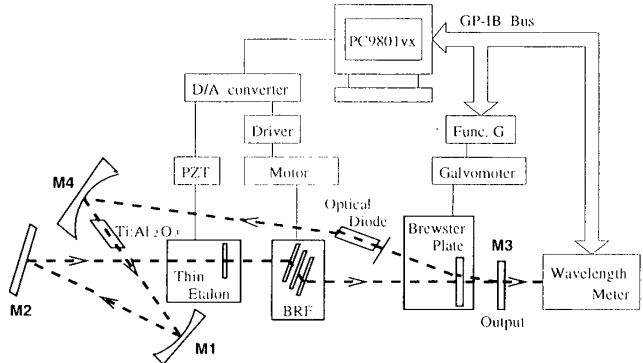 GP-IB Bus
PC9801vx
D/A converter
Driver
Func. G
PZT
Motor
Galvomoter
M4
Optical
Diode
Ti:Al2O3
Brewster
Plate
M3
Thin
Etalon
Wavelength
Meter
M2
BRF
M1
Output